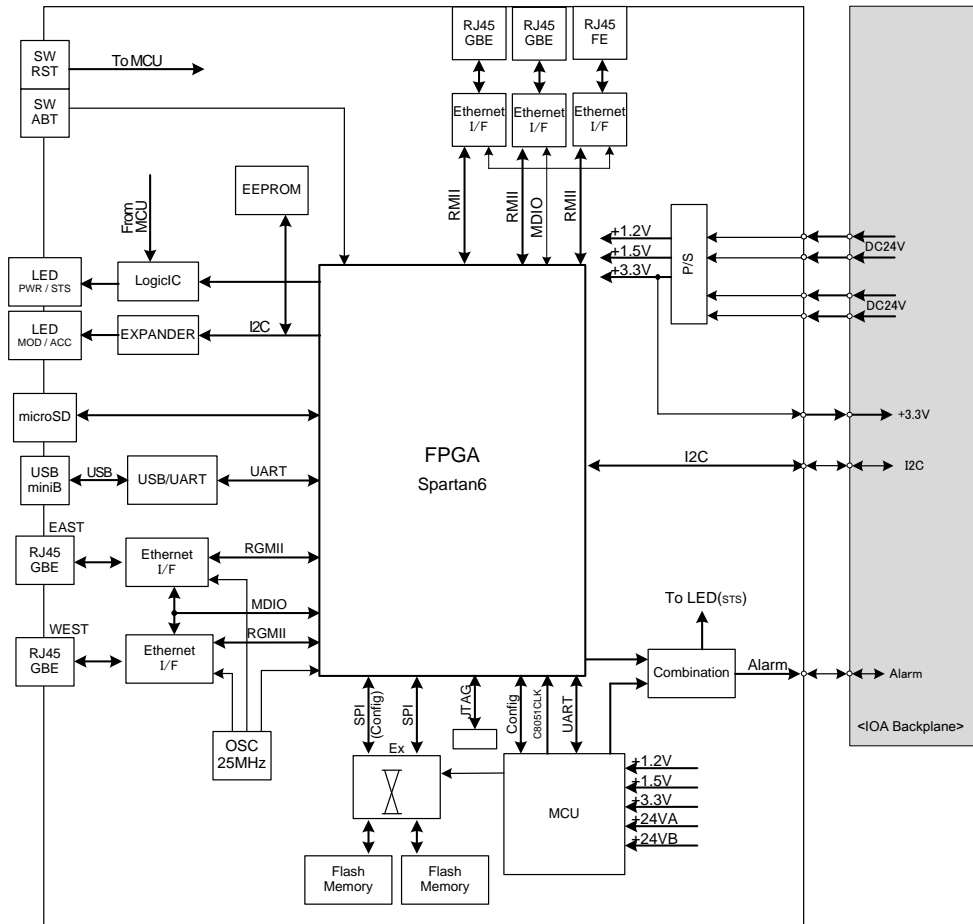 SW
RST
To MCU
SW
ABT
RJ45
GBE
RJ45
GBE
RJ45
FE
Ethernet
I/F
Ethernet
I/F
Ethernet
I/F
RMII
RMII
MDIO
RMII
EEPROM
From
MCU
LED
PWR / STS
LogicIC
LED
MOD / ACC
EXPANDER
I2C
+1.2V
+1.5V
+3.3V
P/S
DC24V
DC24V
+3.3V
microSD
FPGA
Spartan6
I2C
I2C
USB
miniB
USB
USB/UART
UART
EAST
RJ45
GBE
Ethernet
I/F
RGMII
MDIO
WEST
RJ45
GBE
Ethernet
I/F
RGMII
OSC
25MHz
To LED(STS)
Combination
Alarm
Alarm
<IOA Backplane>
SPI
(Config)
SPI
JTAG
Config
C8051CLK
UART
Ex
MCU
+1.2V
+1.5V
+3.3V
+24VA
+24VB
Flash
Memory
Flash
Memory